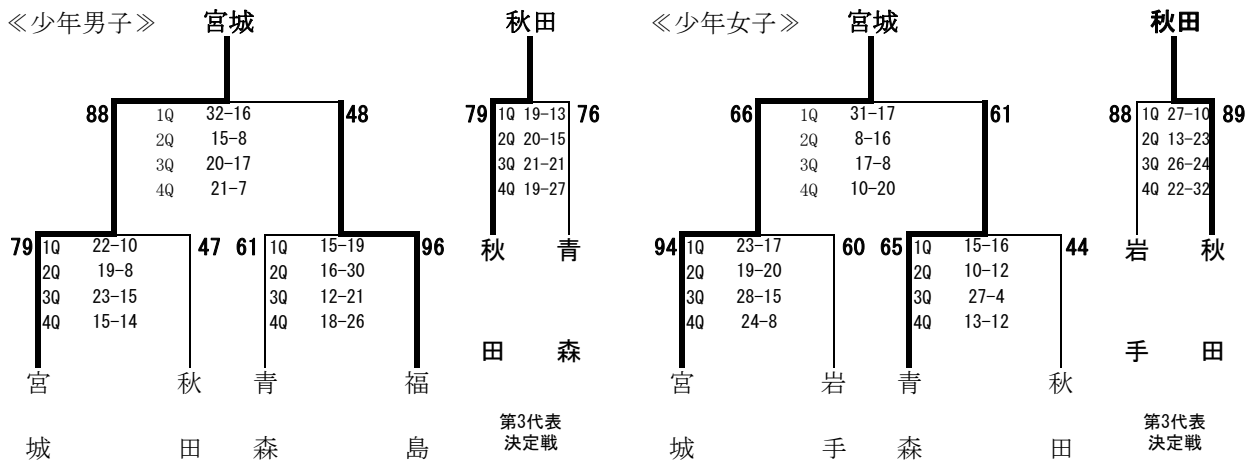 ≪少年男子≫ 宮城 秋田
88 48 79 76
1Q 32-16 1Q 19-13
2Q 15-8 2Q 20-15
3Q 20-17 3Q 21-21
4Q 21-7 4Q 19-27
79 47 61 96
1Q 22-10 1Q 15-19
2Q 19-8 2Q 16-30
3Q 23-15 3Q 12-21
4Q 15-14 4Q 18-26
秋田 青森
宮城 秋田 青森 福島
第3代表
決定戦
≪少年女子≫ 宮城 秋田
66 61 88 89
1Q 31-17 1Q 27-10
2Q 8-16 2Q 13-23
3Q 17-8 3Q 26-24
4Q 10-20 4Q 22-32
94 60 65 44
1Q 23-17 1Q 15-16
2Q 19-20 2Q 10-12
3Q 28-15 3Q 27-4
4Q 24-8 4Q 13-12
岩手 秋田
宮城 岩手 青森 秋田
第3代表
決定戦